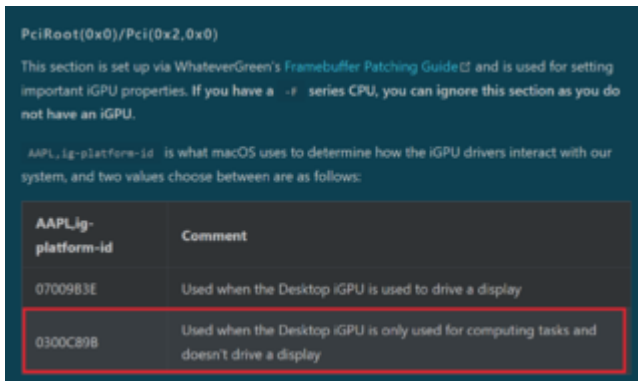 PciRoot(0x0)/Pci(0x2,0x0)
This section is set up via WhateverGreen's Framebuffer Patching Guide and is used for setting
important iGPU properties. If you have a -F series CPU, you can ignore this section as you do
not have an iGPU.
AAPL,ig-platform-id is what macOS uses to determine how the iGPU drivers interact with our
system, and two values choose between are as follows:
AAPL,ig-
platform-id
Comment
07009B3E
Used when the Desktop iGPU is used to drive a display
0300C89B
Used when the Desktop iGPU is only used for computing tasks and
doesn't drive a display